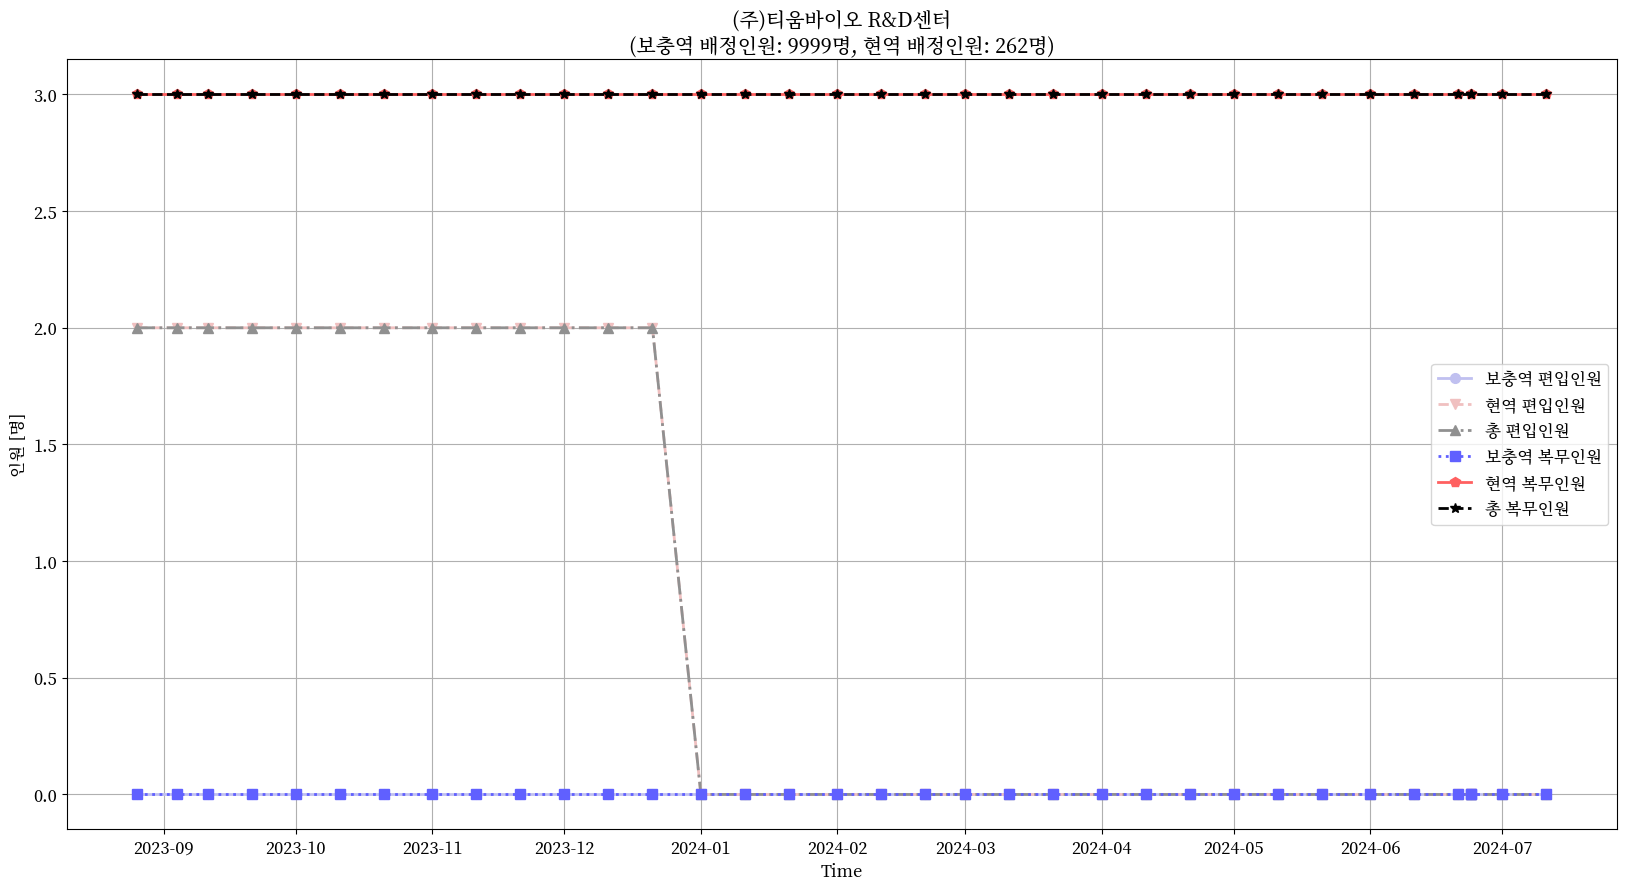 (주)티움바이오 R&D센터
(보충역 배정인원: 9999명, 현역 배정인원: 262명)
3.0
2.5
2.0
1.5
1.0
0.5
0.0
인원 [명]
보충역 편입인원
현역 편입인원
총 편입인원
보충역 복무인원
현역 복무인원
총 복무인원
2023-09 2023-10 2023-11 2023-12 2024-01 2024-02 2024-03 2024-04 2024-05 2024-06 2024-07
Time